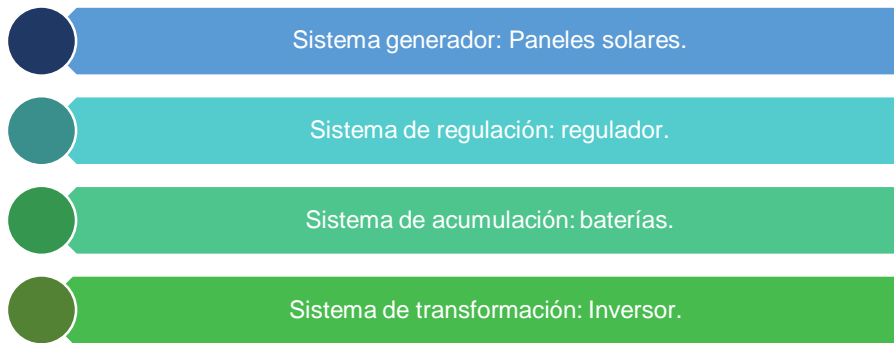 Sistema generador: Paneles solares.
Sistema de regulación: regulador.
Sistema de acumulación: baterías.
Sistema de transformación: Inversor.